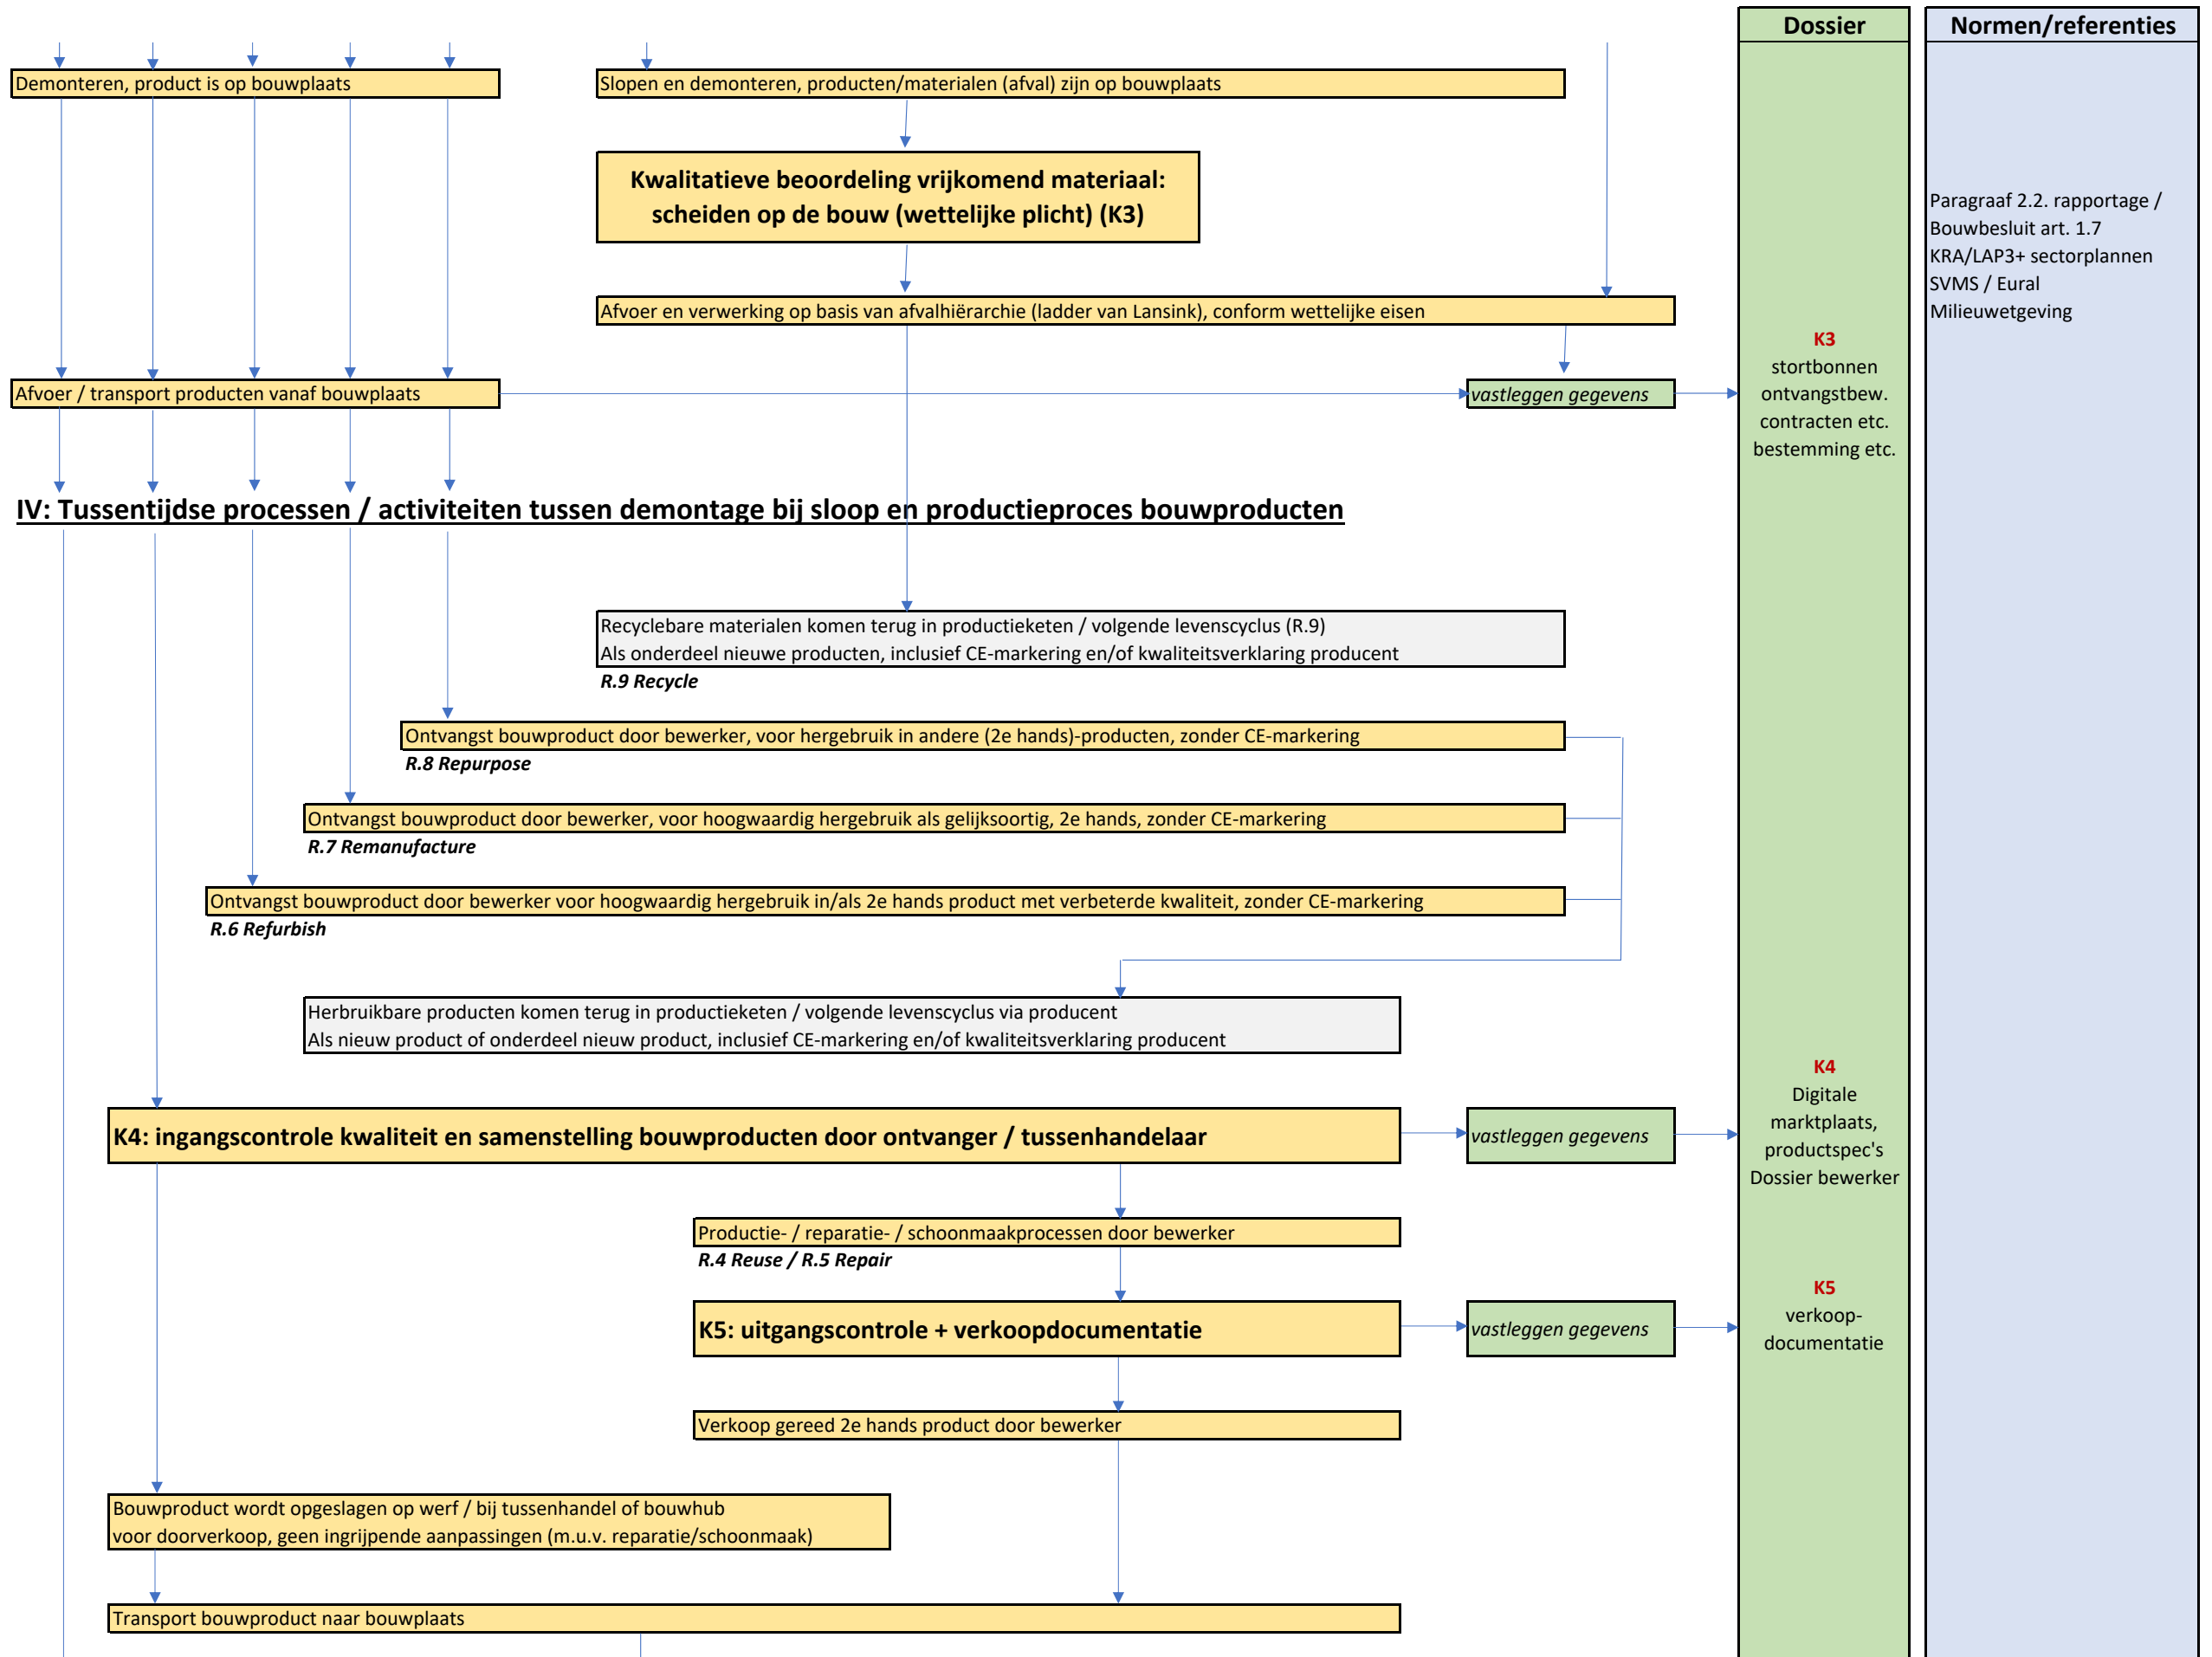 Dossier
Normen/referenties
Demonteren, product is op bouwplaats
Slopen en demonteren, producten/materialen (afval) zijn op bouwplaats
Kwalitatieve beoordeling vrijkomend materiaal:
scheiden op de bouw (wettelijke plicht) (K3)
Paragraaf 2.2. rapportage /
Bouwbesluit art. 1.7
KRA/LAP3+ sectorplannen
SVMS / Eural
Milieuwetgeving
Afvoer en verwerking op basis van afvalhiërarchie (ladder van Lansink), conform wettelijke eisen
K3
stortbonnen
ontvangstbew.
contracten etc.
bestemming etc.
Afvoer / transport producten vanaf bouwplaats
vastleggen gegevens
IV: Tussentijdse processen / activiteiten tussen demontage bij sloop en productieproces bouwproducten
Recyclebare materialen komen terug in productieketen / volgende levenscyclus (R.9)
Als onderdeel nieuwe producten, inclusief CE-markering en/of kwaliteitsverklaring producent
R.9 Recycle
Ontvangst bouwproduct door bewerker, voor hergebruik in andere (2e hands)-producten, zonder CE-markering
R.8 Repurpose
Ontvangst bouwproduct door bewerker, voor hoogwaardig hergebruik als gelijksoortig, 2e hands, zonder CE-markering
R.7 Remanufacture
Ontvangst bouwproduct door bewerker voor hoogwaardig hergebruik in/als 2e hands product met verbeterde kwaliteit, zonder CE-markering
R.6 Refurbish
Herbruikbare producten komen terug in productieketen / volgende levenscyclus via producent
Als nieuw product of onderdeel nieuw product, inclusief CE-markering en/of kwaliteitsverklaring producent
K4: ingangscontrole kwaliteit en samenstelling bouwproducten door ontvanger / tussenhandelaar
vastleggen gegevens
K4
Digitale
marktplaats,
productspec's
Dossier bewerker
Productie- / reparatie- / schoonmaakprocessen door bewerker
R.4 Reuse / R.5 Repair
K5: uitgangscontrole + verkoopdocumentatie
vastleggen gegevens
K5
verkoop-
documentatie
Verkoop gereed 2e hands product door bewerker
Bouwproduct wordt opgeslagen op werf / bij tussenhandel of bouwhub
voor doorverkoop, geen ingrijpende aanpassingen (m.u.v. reparatie/schoonmaak)
Transport bouwproduct naar bouwplaats